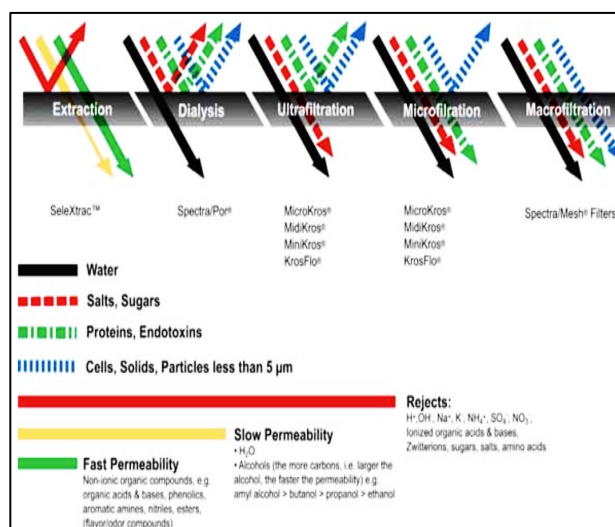 Extraction
Dialysis
Ultrafiltration
Microfilration
Macrofiltration
SeleXtrac™
Spectra/Por®
MicroKros®
MidiKros®
MiniKros®
KrosFlo®
MicroKros®
MidiKros®
MiniKros®
KrosFlo®
Spectra/Mesh® Filters
Water
Salts, Sugars
Proteins, Endotoxins
Cells, Solids, Particles less than 5 µm
Rejects:
H⁺,OH⁻, Na⁺, K⁻, NH₄⁺, SO₄⁻, NO₃⁻,
Ionized organic acids & bases,
Zwitterions, sugars, salts, amino acids
Slow Permeability
• H₂O
• Alcohols (the more carbons, i.e. larger the
alcohol, the faster the permeability) e.g.
amyl alcohol > butanol > propanol > ethanol
Fast Permeability
Non-ionic organic compounds, e.g.
organic acids & bases, phenolics,
aromatic amines, nitriles, esters,
(flavor/odor compounds)